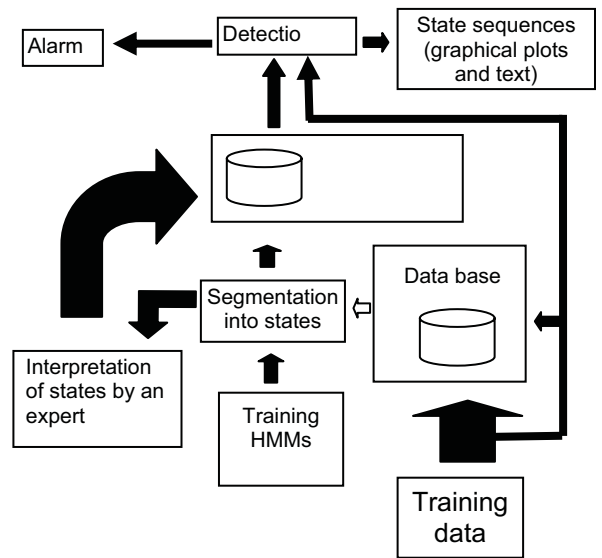 Alarm
Detectio
State sequences
(graphical plots
and text)
Segmentation
into states
Data base
Interpretation
of states by an
expert
Training
HMMs
Training
data